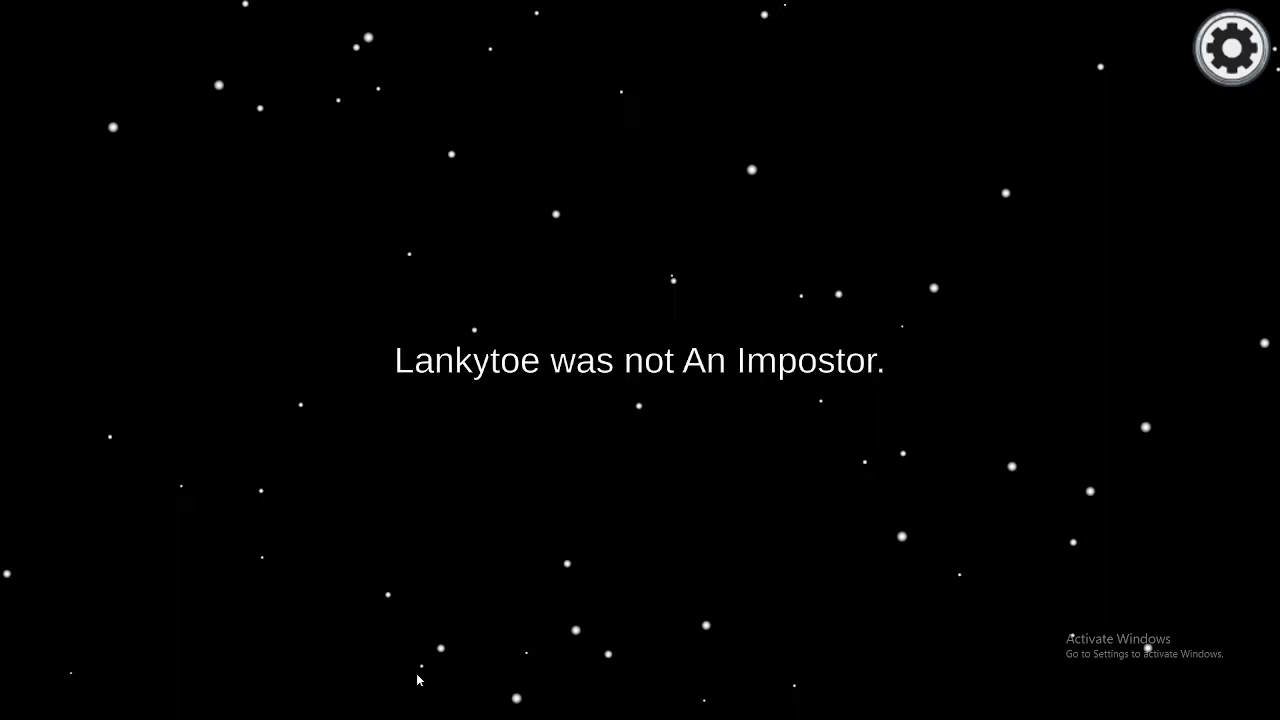 Lankytoe was not An Impostor.
Activate Windows
Go to Settings to activate Windows.